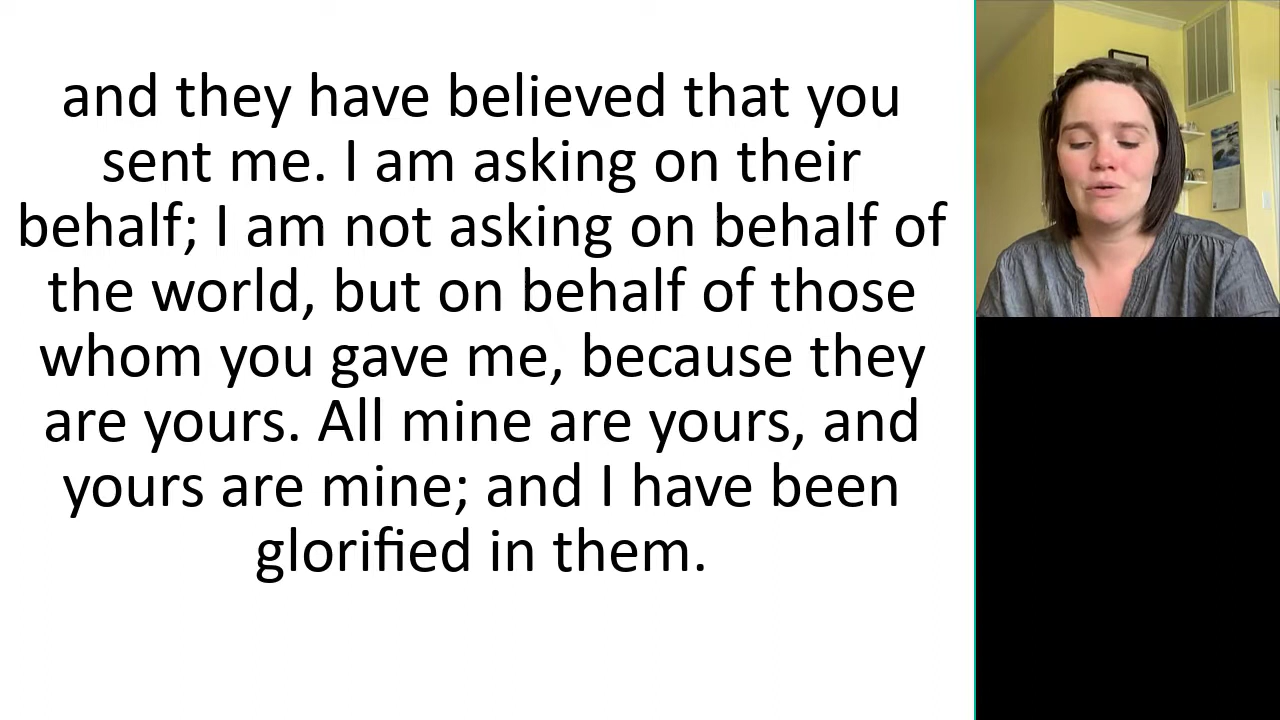 and they have believed that you
sent me. I am asking on their
behalf; I am not asking on behalf of
the world, but on behalf of those
whom you gave me, because they
are yours. All mine are yours, and
yours are mine; and I have been
glorified in them.